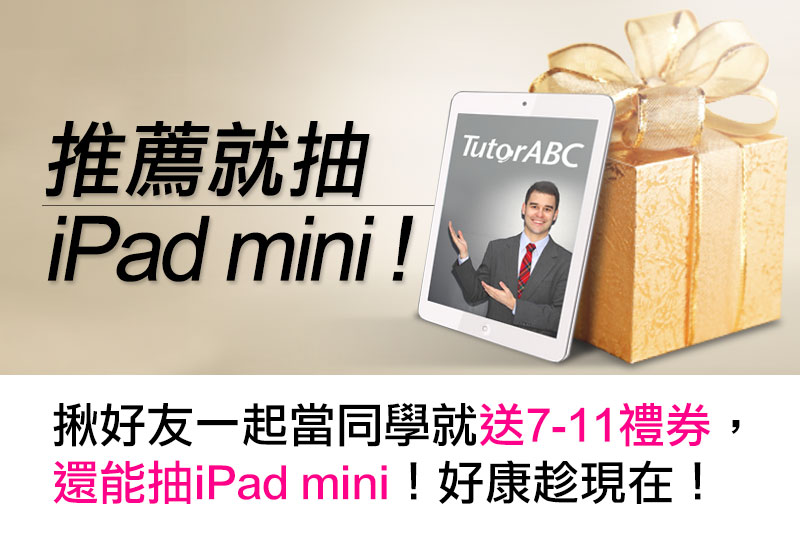 推薦就抽
iPad mini！
TutorABC
揪好友一起當同學就送7-11禮券，
還能抽iPad mini！好康趁現在！